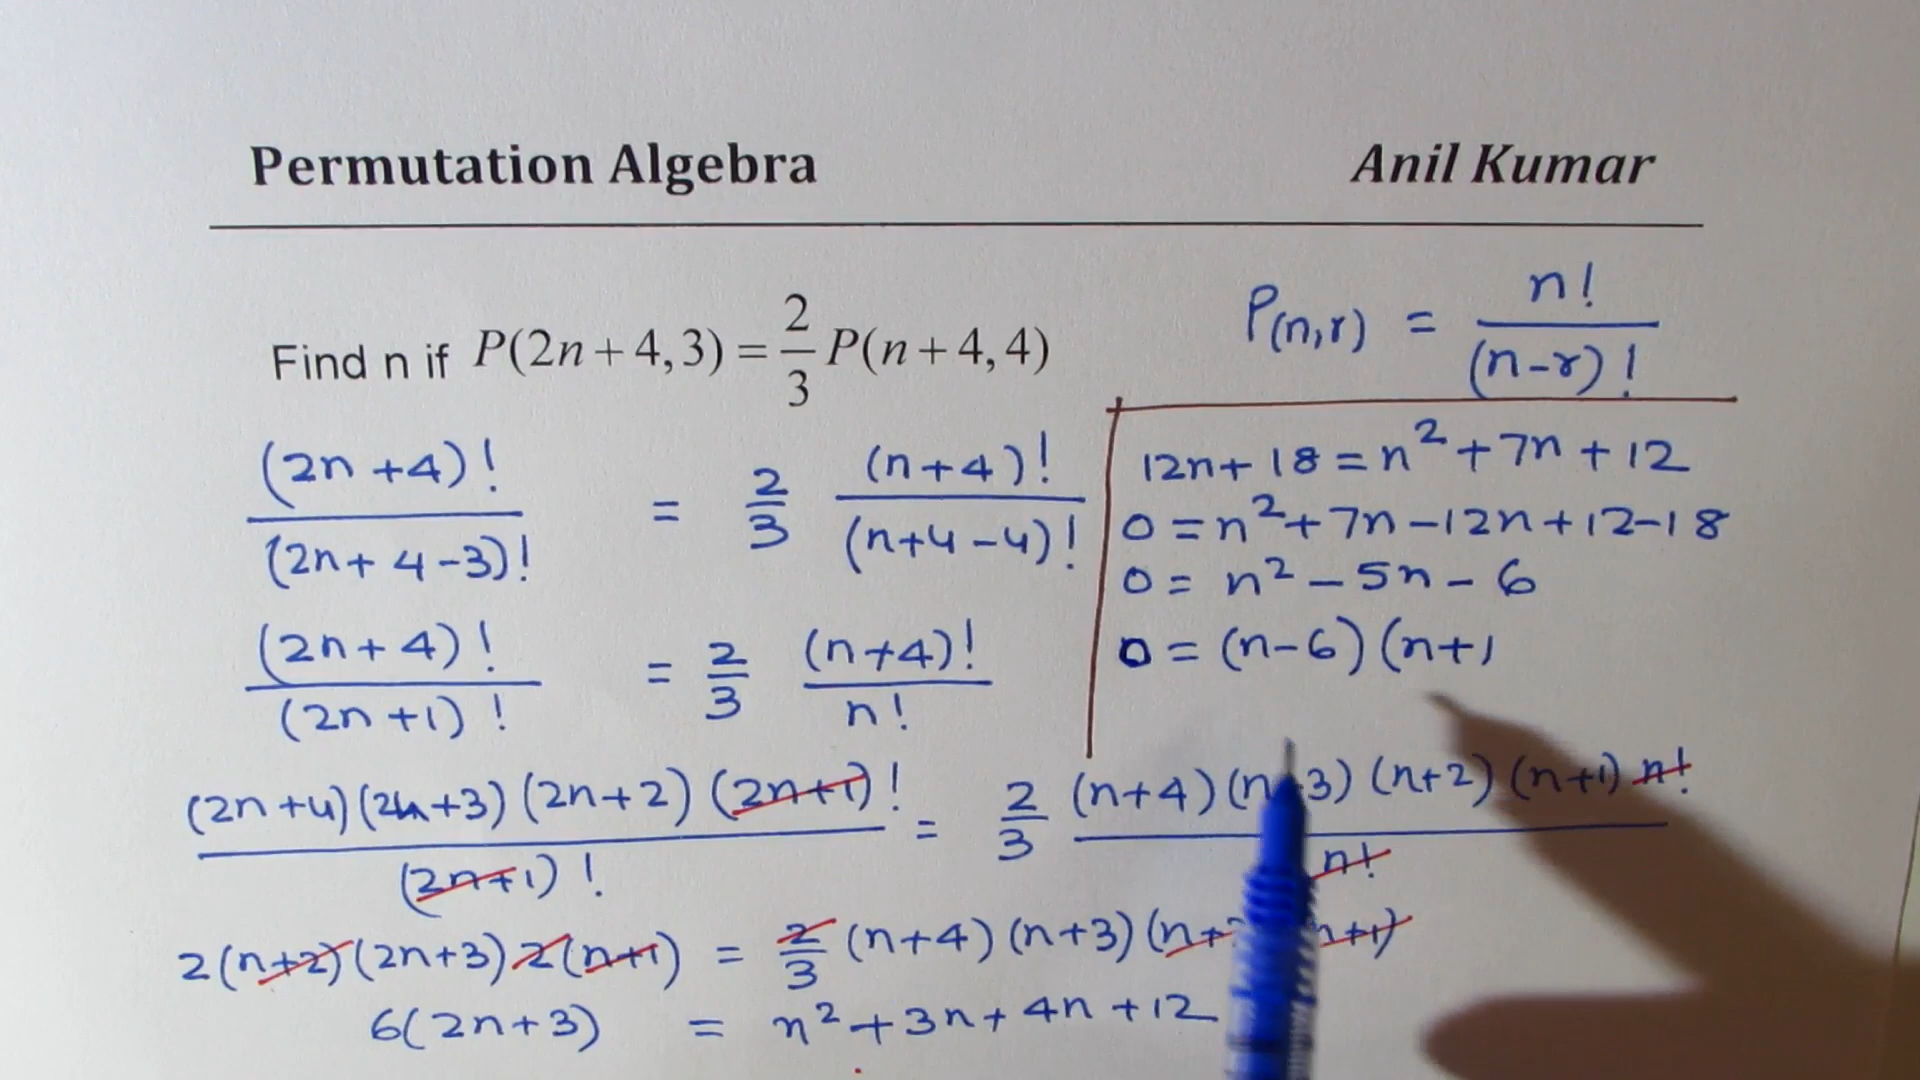 Permutation Algebra Anil Kumar
Find n if P(2n+4,3) = 2/3 P(n+4,4)
P(n,r) = n! / (n-r)!
(2n+4)! / (2n+4-3)! = 2/3 (n+4)! / (n+4-4)!
(2n+4)! / (2n+1)! = 2/3 (n+4)! / n!
12n+18 = n²+7n+12
0 = n²+7n-12n+12-18
0 = n²-5n-6
0 = (n-6)(n+1
(2n+4)(2n+3)(2n+2)(2n+1)! / (2n+1)! = 2/3 (n+4)(n+3)(n+2)(n+1) n! / n!
2(n+2)(2n+3)2(n+1) = 2/3 (n+4)(n+3)(n+ n+1)
6(2n+3) = n²+3n+4n+12